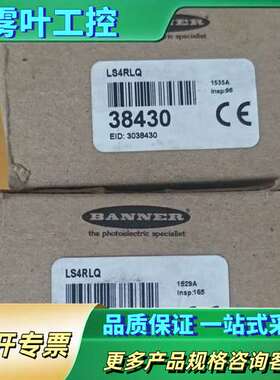 雾叶工控
LS4RLQ
1535A
Insp:96
38430
EID: 3038430
CE
BANNER
the photoelectric specialist
LS4RLQ
1529A
Insp:165
开专票
品质保证 一站式采
更多产品规格咨询客